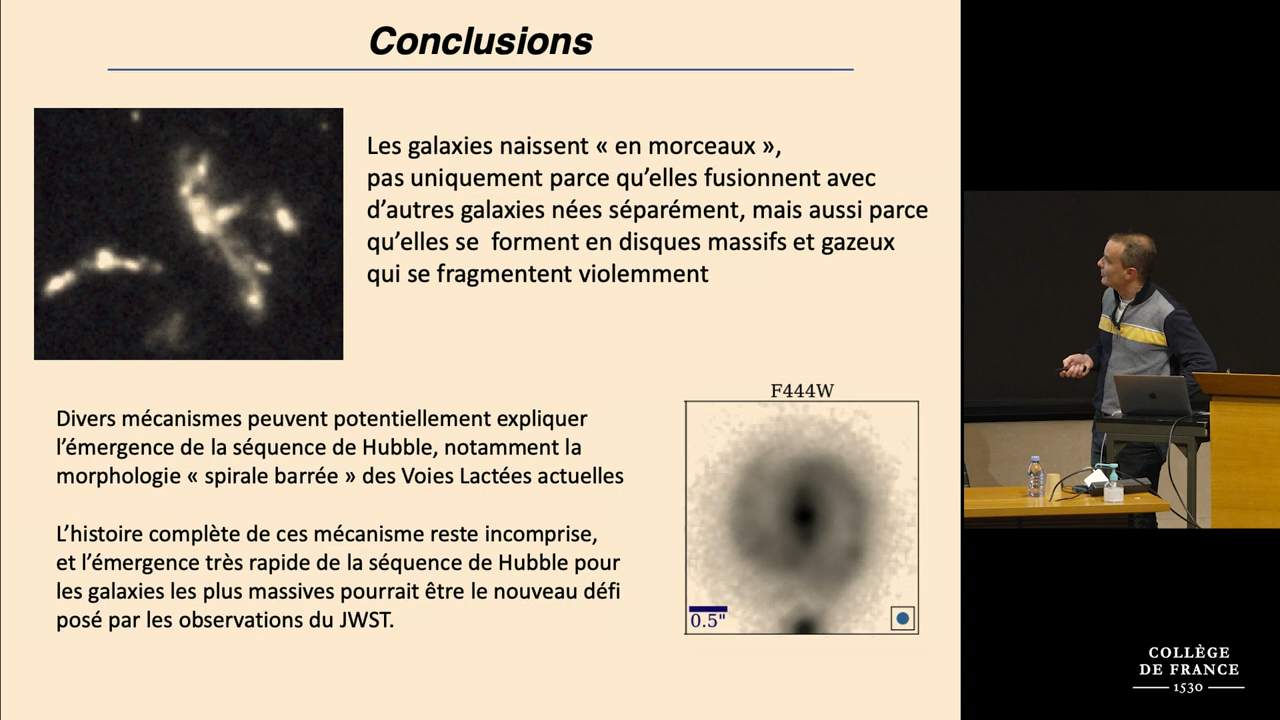 Conclusions
Les galaxies naissent « en morceaux »,
pas uniquement parce qu’elles fusionnent avec
d’autres galaxies nées séparément, mais aussi parce
qu’elles se  forment en disques massifs et gazeux
qui se fragmentent violemment
Divers mécanismes peuvent potentiellement expliquer
l’émergence de la séquence de Hubble, notamment la
morphologie « spirale barrée » des Voies Lactées actuelles
L’histoire complète de ces mécanisme reste incomprise,
et l’émergence très rapide de la séquence de Hubble pour
les galaxies les plus massives pourrait être le nouveau défi
posé par les observations du JWST.
F444W
0.5"
COLLÈGE
DE FRANCE
1530